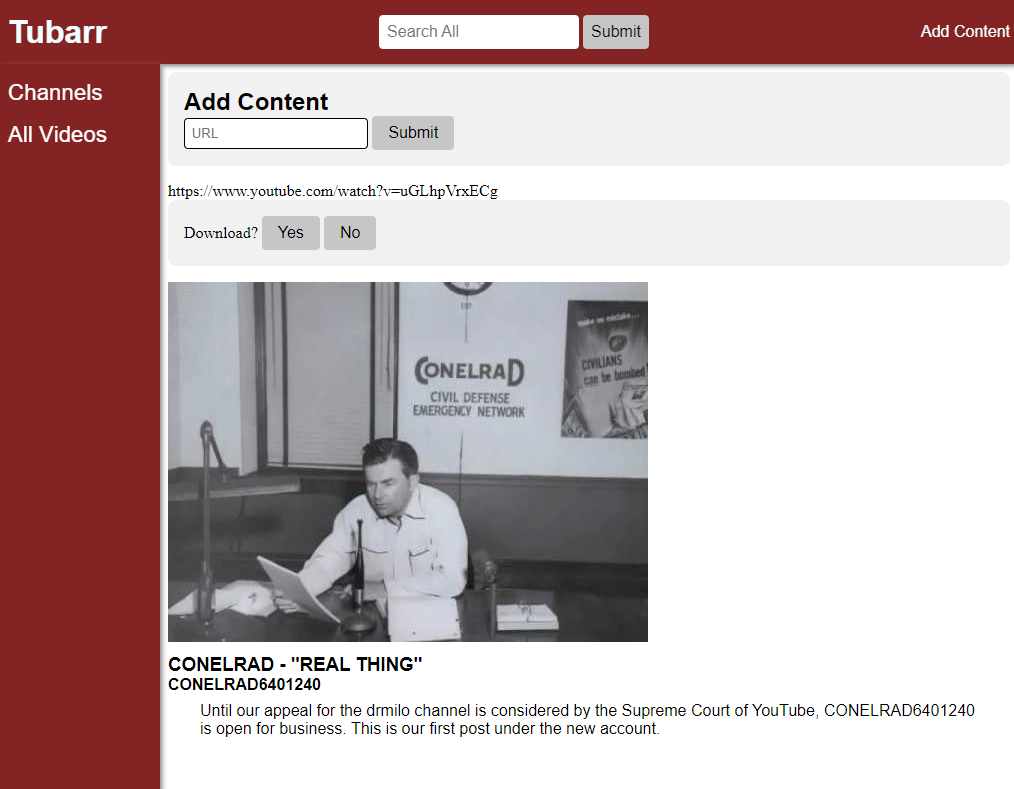 Tubarr
Search All
Submit
Add Content
Channels
All Videos
Add Content
URL
Submit
https://www.youtube.com/watch?v=uGLhpVrxECg
Download?
Yes
No
make no mistake...
CIVILIANS
can be bombed!
CONELRAD
CIVIL DEFENSE
EMERGENCY NETWORK
CONELRAD - "REAL THING"
CONELRAD6401240
Until our appeal for the drmilo channel is considered by the Supreme Court of YouTube, CONELRAD6401240
is open for business. This is our first post under the new account.